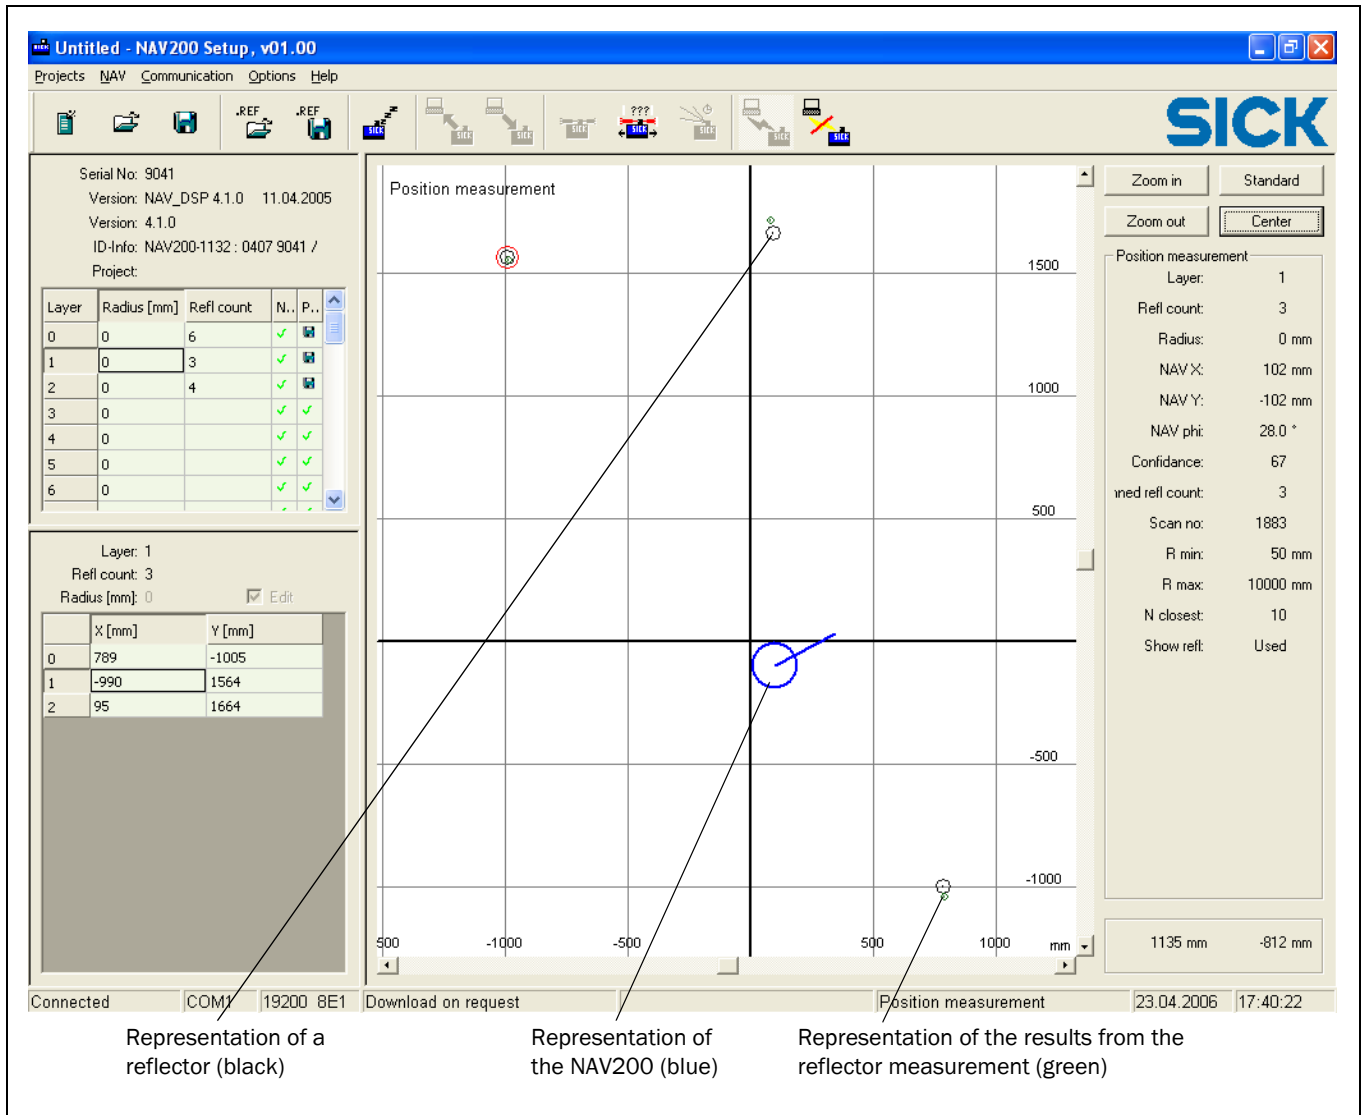 Untitled - NAV200 Setup, v01.00
Projects NAV Communication Options Help
.REF .REF ???
SICK SICK SICK SICK SICK SICK SICK SICK
SICK
Serial No: 9041
Version: NAV_DSP 4.1.0 11.04.2005
Version: 4.1.0
ID-Info: NAV200-1132 : 0407 9041 /
Project:
Layer Radius [mm] Refl count N.. P..
0 0 6
1 0 3
2 0 4
3 0
4 0
5 0
6 0
Layer: 1
Refl count: 3
Radius [mm]: 0 Edit
X [mm] Y [mm]
0 789 -1005
1 -990 1564
2 95 1664
Position measurement
1500
1000
500
-500
-1000
500 -1000 -500 500 1000 mm
Zoom in Standard
Zoom out Center
Position measurement
Layer: 1
Refl count: 3
Radius: 0 mm
NAV X: 102 mm
NAV Y: -102 mm
NAV phi: 28.0 °
Confidance: 67
nned refl count: 3
Scan no: 1883
R min: 50 mm
R max: 10000 mm
N closest: 10
Show refl: Used
1135 mm -812 mm
Connected COM1 19200 8E1 Download on request Position measurement 23.04.2006 17:40:22
Representation of a
reflector (black)
Representation of
the NAV200 (blue)
Representation of the results from the
reflector measurement (green)